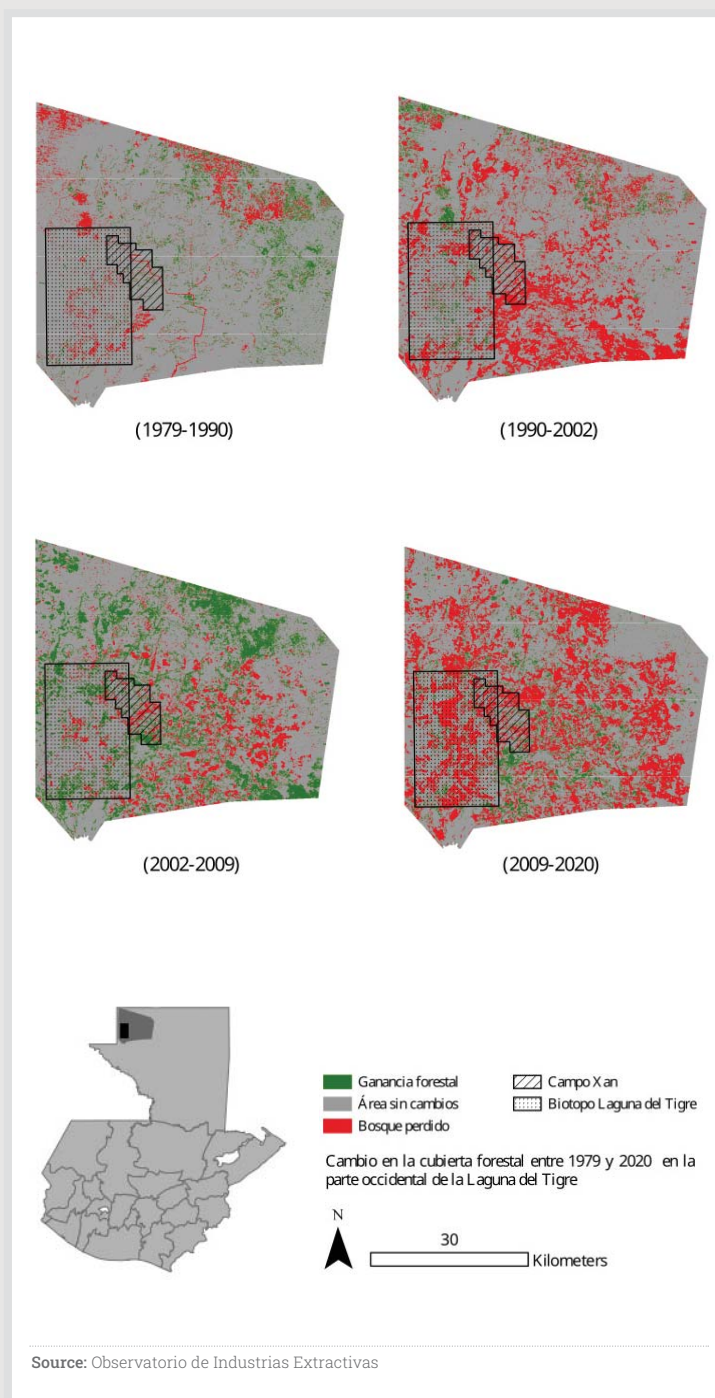 (1979-1990)
(1990-2002)
(2002-2009)
(2009-2020)
Ganancia forestal
Área sin cambios
Bosque perdido
Campo Xan
Biotopo Laguna del Tigre
Cambio en la cubierta forestal entre 1979 y 2020 en la
parte occidental de la Laguna del Tigre
N
30
Kilometers
Source: Observatorio de Industrias Extractivas